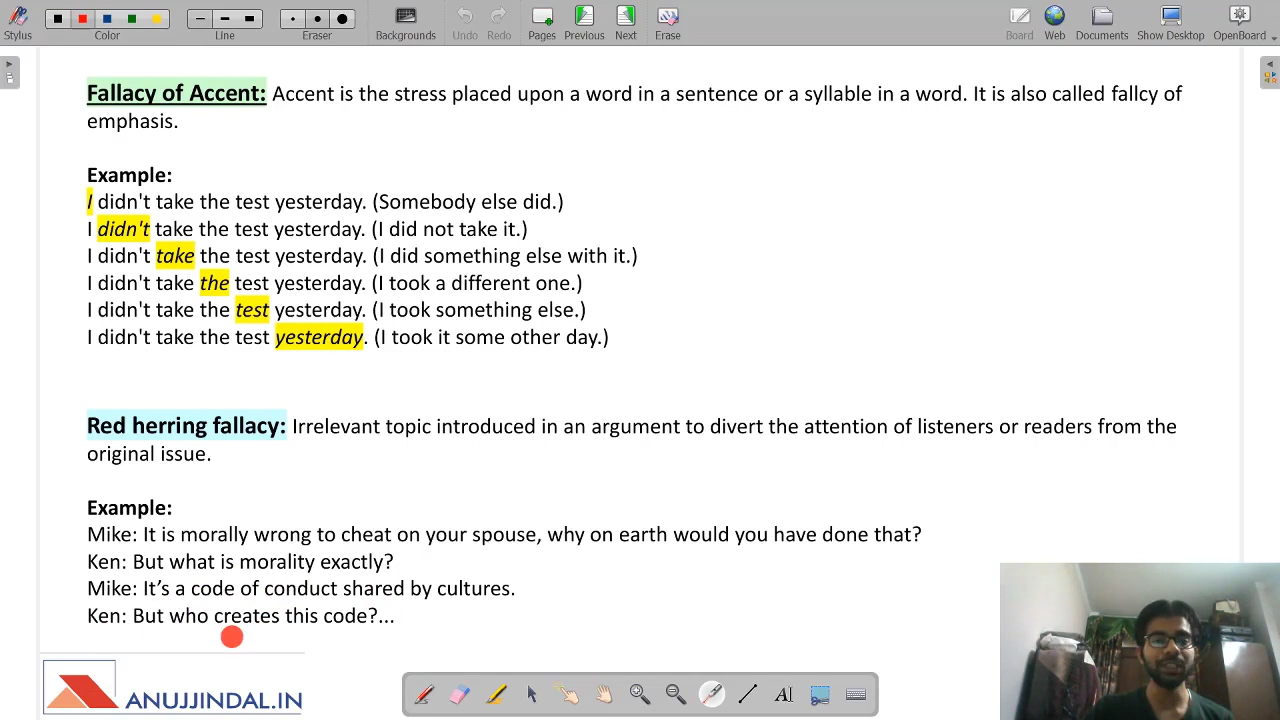 Stylus
Color
Line
Eraser
Backgrounds
Undo
Redo
Pages
Previous
Next
Erase
Board
Web
Documents
Show Desktop
OpenBoard
Fallacy of Accent: Accent is the stress placed upon a word in a sentence or a syllable in a word. It is also called fallcy of
emphasis.
Example:
I didn't take the test yesterday. (Somebody else did.)
I didn't take the test yesterday. (I did not take it.)
I didn't take the test yesterday. (I did something else with it.)
I didn't take the test yesterday. (I took a different one.)
I didn't take the test yesterday. (I took something else.)
I didn't take the test yesterday. (I took it some other day.)
Red herring fallacy: Irrelevant topic introduced in an argument to divert the attention of listeners or readers from the
original issue.
Example:
Mike: It is morally wrong to cheat on your spouse, why on earth would you have done that?
Ken: But what is morality exactly?
Mike: It’s a code of conduct shared by cultures.
Ken: But who creates this code?...
ANUJJINDAL.IN
AI